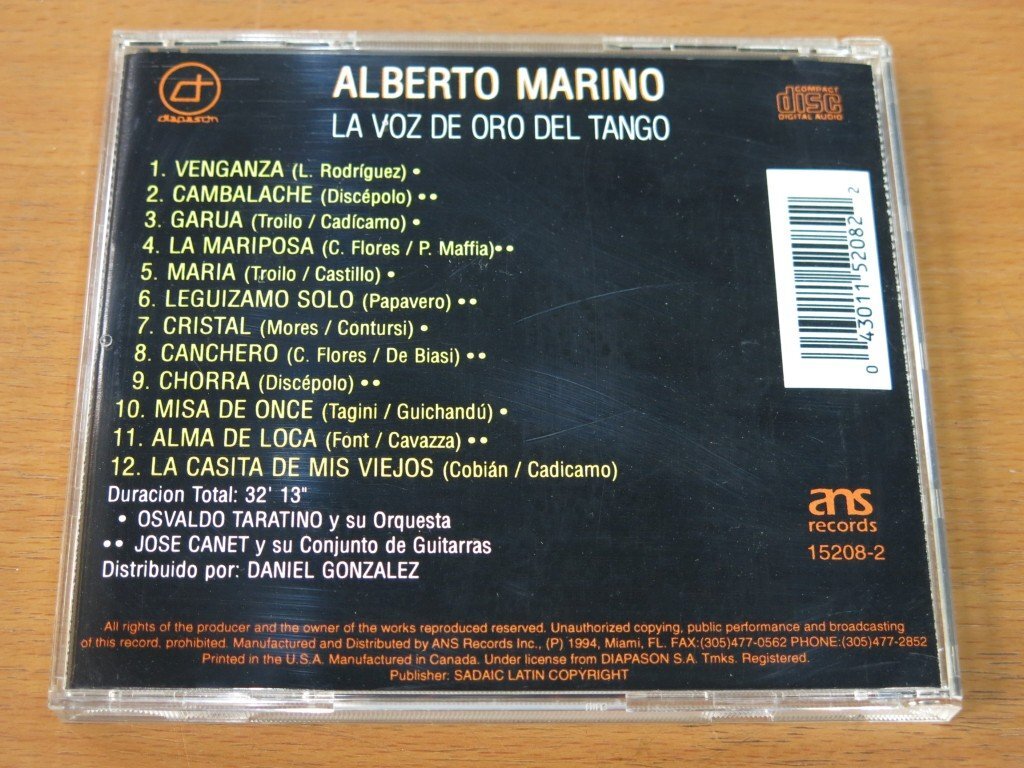 diapasón
ALBERTO MARINO
LA VOZ DE ORO DEL TANGO
COMPACT
disc
DIGITAL AUDIO
1. VENGANZA (L. Rodríguez) •
2. CAMBALACHE (Discépolo) ••
3. GARUA (Troilo / Cadícamo) •
4. LA MARIPOSA (C. Flores / P. Maffia)••
5. MARIA (Troilo / Castillo) •
6. LEGUIZAMO SOLO (Papavero) ••
7. CRISTAL (Mores / Contursi) •
8. CANCHERO (C. Flores / De Biasi) ••
9. CHORRA (Discépolo) ••
10. MISA DE ONCE (Tagini / Guichandú) •
11. ALMA DE LOCA (Font / Cavazza) ••
12. LA CASITA DE MIS VIEJOS (Cobián / Cadicamo)
Duracion Total: 32' 13"
• OSVALDO TARATINO y su Orquesta
•• JOSE CANET y su Conjunto de Guitarras
Distribuido por: DANIEL GONZALEZ
0 43011 52082 2
ans
records
15208-2
All rights of the producer and the owner of the works reproduced reserved. Unauthorized copying, public performance and broadcasting
of this record. prohibited. Manufactured and Distributed by ANS Records Inc., (P) 1994, Miami, FL. FAX:(305)477-0562 PHONE:(305)477-2852
Printed in the U.S.A. Manufactured in Canada. Under license from DIAPASON S.A. Tmks. Registered.
Publisher: SADAIC LATIN COPYRIGHT